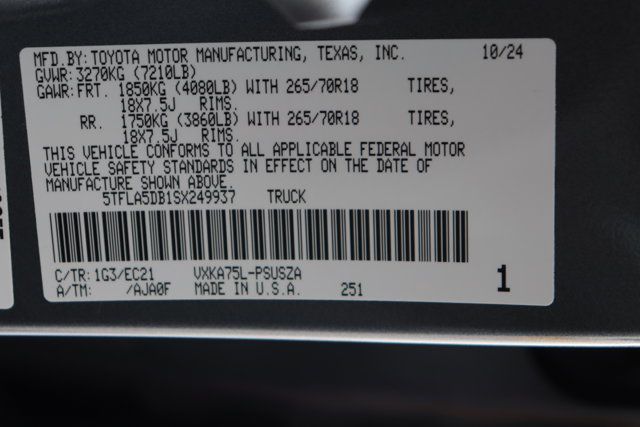 MFD.BY: TOYOTA MOTOR MANUFACTURING, TEXAS, INC. 10/24
GVWR: 3270KG (7210LB)
GAWR: FRT. 1850KG (4080LB) WITH 265/70R18 TIRES,
18X7.5J RIMS.
RR. 1750KG (3860LB) WITH 265/70R18 TIRES,
18X7.5J RIMS.
THIS VEHICLE CONFORMS TO ALL APPLICABLE FEDERAL MOTOR
VEHICLE SAFETY STANDARDS IN EFFECT ON THE DATE OF
MANUFACTURE SHOWN ABOVE.
5TFLA5DB1SX249937 TRUCK
C/TR: 1G3/EC21 VXKA75L-PSUSZA
A/TM: /AJA0F MADE IN U.S.A. 251 1